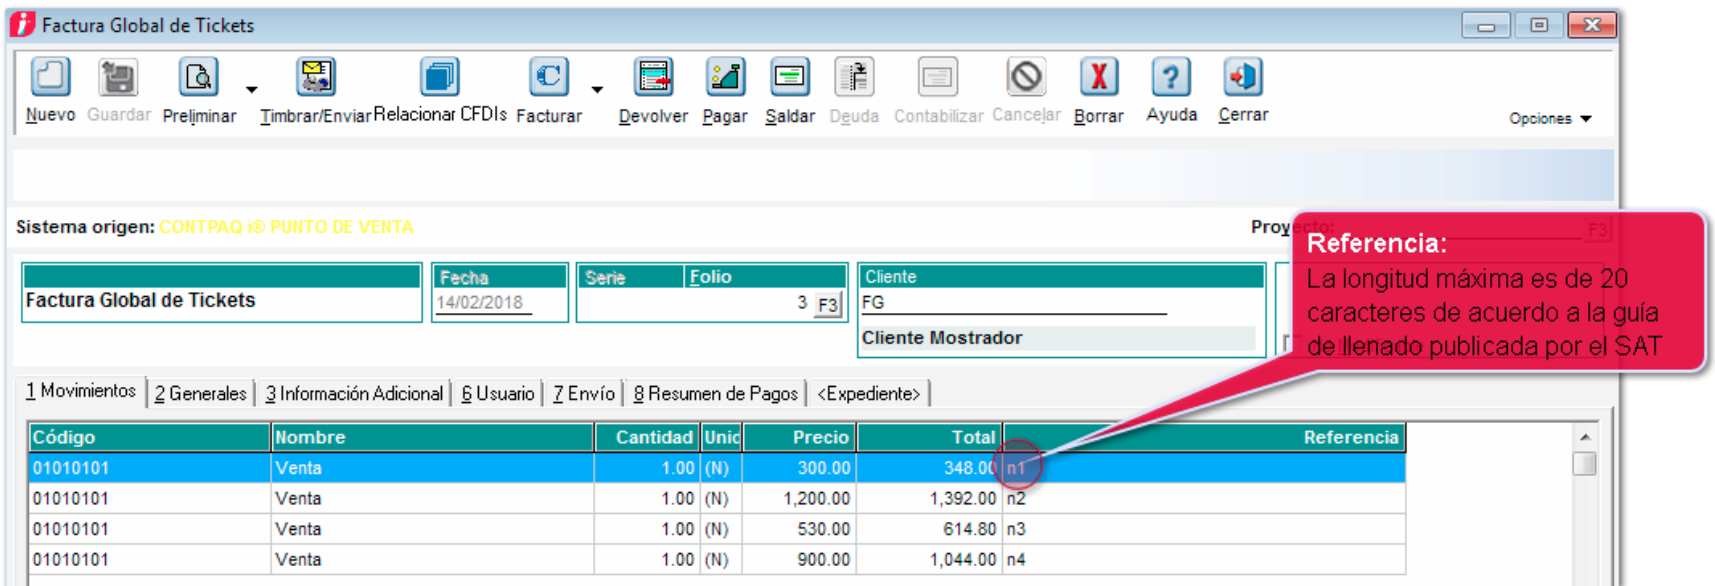 Factura Global de Tickets
Nuevo Guardar Preliminar Timbrar/Enviar Relacionar CFDIs Facturar Devolver Pagar Saldar Deuda Contabilizar Cancelar Borrar Ayuda Cerrar Opciones
Sistema origen: CONTPAQ i® PUNTO DE VENTA Proyecto: F3
Referencia:
La longitud máxima es de 20
caracteres de acuerdo a la guía
de llenado publicada por el SAT
Fecha Serie Folio Cliente
Factura Global de Tickets 14/02/2018 3 F3 FG
Cliente Mostrador
1 Movimientos 2 Generales 3 Información Adicional 6 Usuario 7 Envío 8 Resumen de Pagos <Expediente>
Código Nombre Cantidad Unid Precio Total Referencia
01010101 Venta 1.00 (N) 300.00 348.00 n1
01010101 Venta 1.00 (N) 1,200.00 1,392.00 n2
01010101 Venta 1.00 (N) 530.00 614.80 n3
01010101 Venta 1.00 (N) 900.00 1,044.00 n4